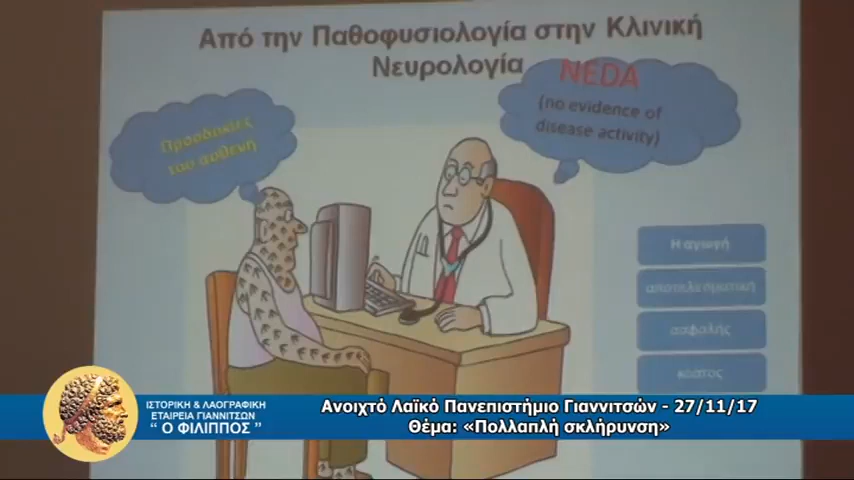 Από την Παθοφυσιολογία στην Κλινική
Νευρολογία
NEDA
(no evidence of
disease activity)
Προσδοκίες
του ασθενή
Η αγωγή
αποτελεσματική
ασφαλής
κόστος
ΙΣΤΟΡΙΚΗ & ΛΑΟΓΡΑΦΙΚΗ
ΕΤΑΙΡΕΙΑ ΓΙΑΝΝΙΤΣΩΝ
“ Ο ΦΙΛΙΠΠΟΣ ”
Ανοιχτό Λαϊκό Πανεπιστήμιο Γιαννιτσών - 27/11/17
Θέμα: «Πολλαπλή σκλήρυνση»